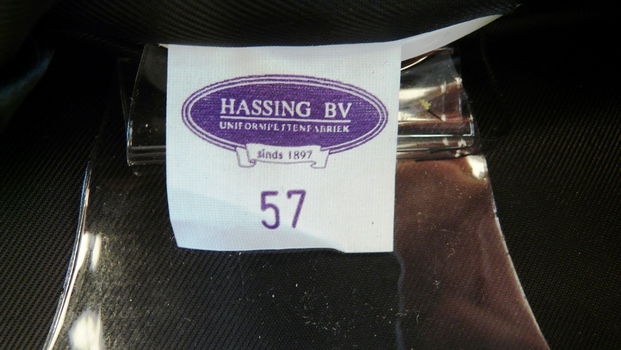 HASSING BV
UNIFORMPETTENFABRIEK
sinds 1897
57